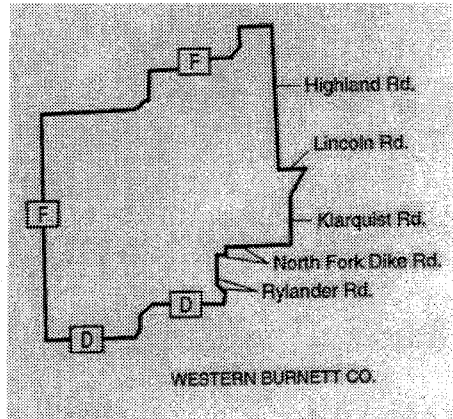 F
Highland Rd.
Lincoln Rd.
F
Klarquist Rd.
North Fork Dike Rd.
D
Rylander Rd.
D
WESTERN BURNETT CO.